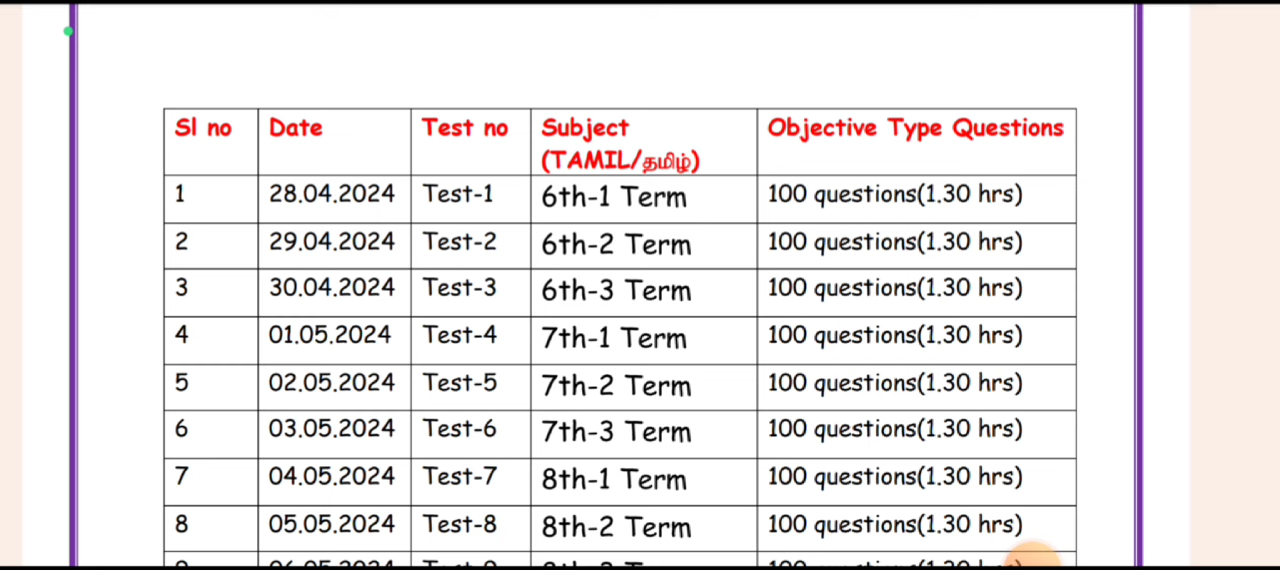 Sl no Date Test no Subject Objective Type Questions
(TAMIL/தமிழ்)
1 28.04.2024 Test-1 6th-1 Term 100 questions(1.30 hrs)
2 29.04.2024 Test-2 6th-2 Term 100 questions(1.30 hrs)
3 30.04.2024 Test-3 6th-3 Term 100 questions(1.30 hrs)
4 01.05.2024 Test-4 7th-1 Term 100 questions(1.30 hrs)
5 02.05.2024 Test-5 7th-2 Term 100 questions(1.30 hrs)
6 03.05.2024 Test-6 7th-3 Term 100 questions(1.30 hrs)
7 04.05.2024 Test-7 8th-1 Term 100 questions(1.30 hrs)
8 05.05.2024 Test-8 8th-2 Term 100 questions(1.30 hrs)